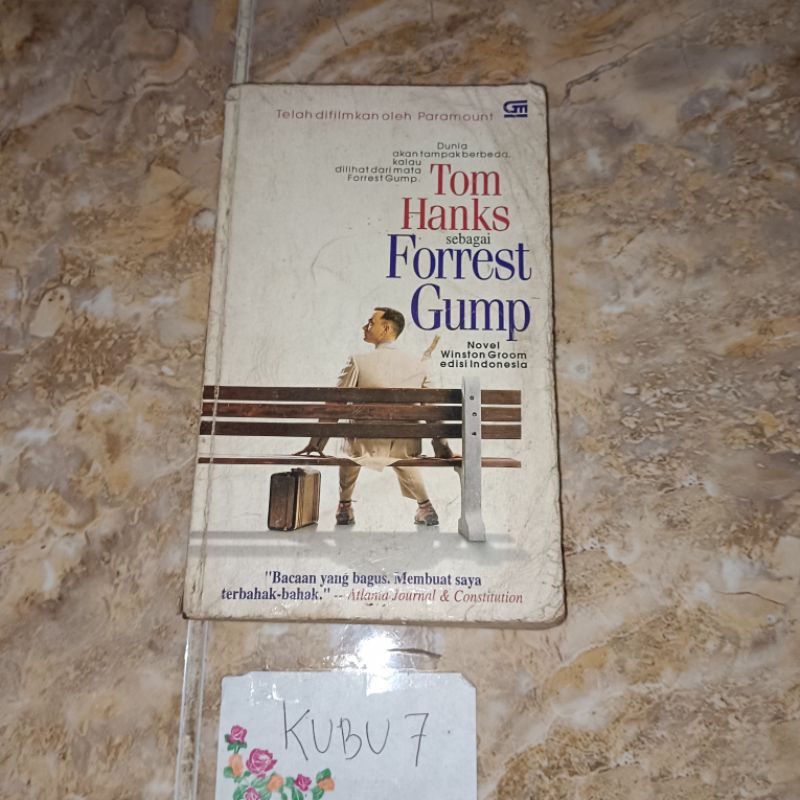 Telah difilmkan oleh Paramount
GM
Dunia
akan tampak berbeda,
kalau
dilihat dari mata
Forrest Gump.
Tom
Hanks
sebagai
Forrest
Gump
Novel
Winston Groom
edisi Indonesia
"Bacaan yang bagus. Membuat saya
terbahak-bahak." -- Atlanta Journal & Constitution
KUBU 7